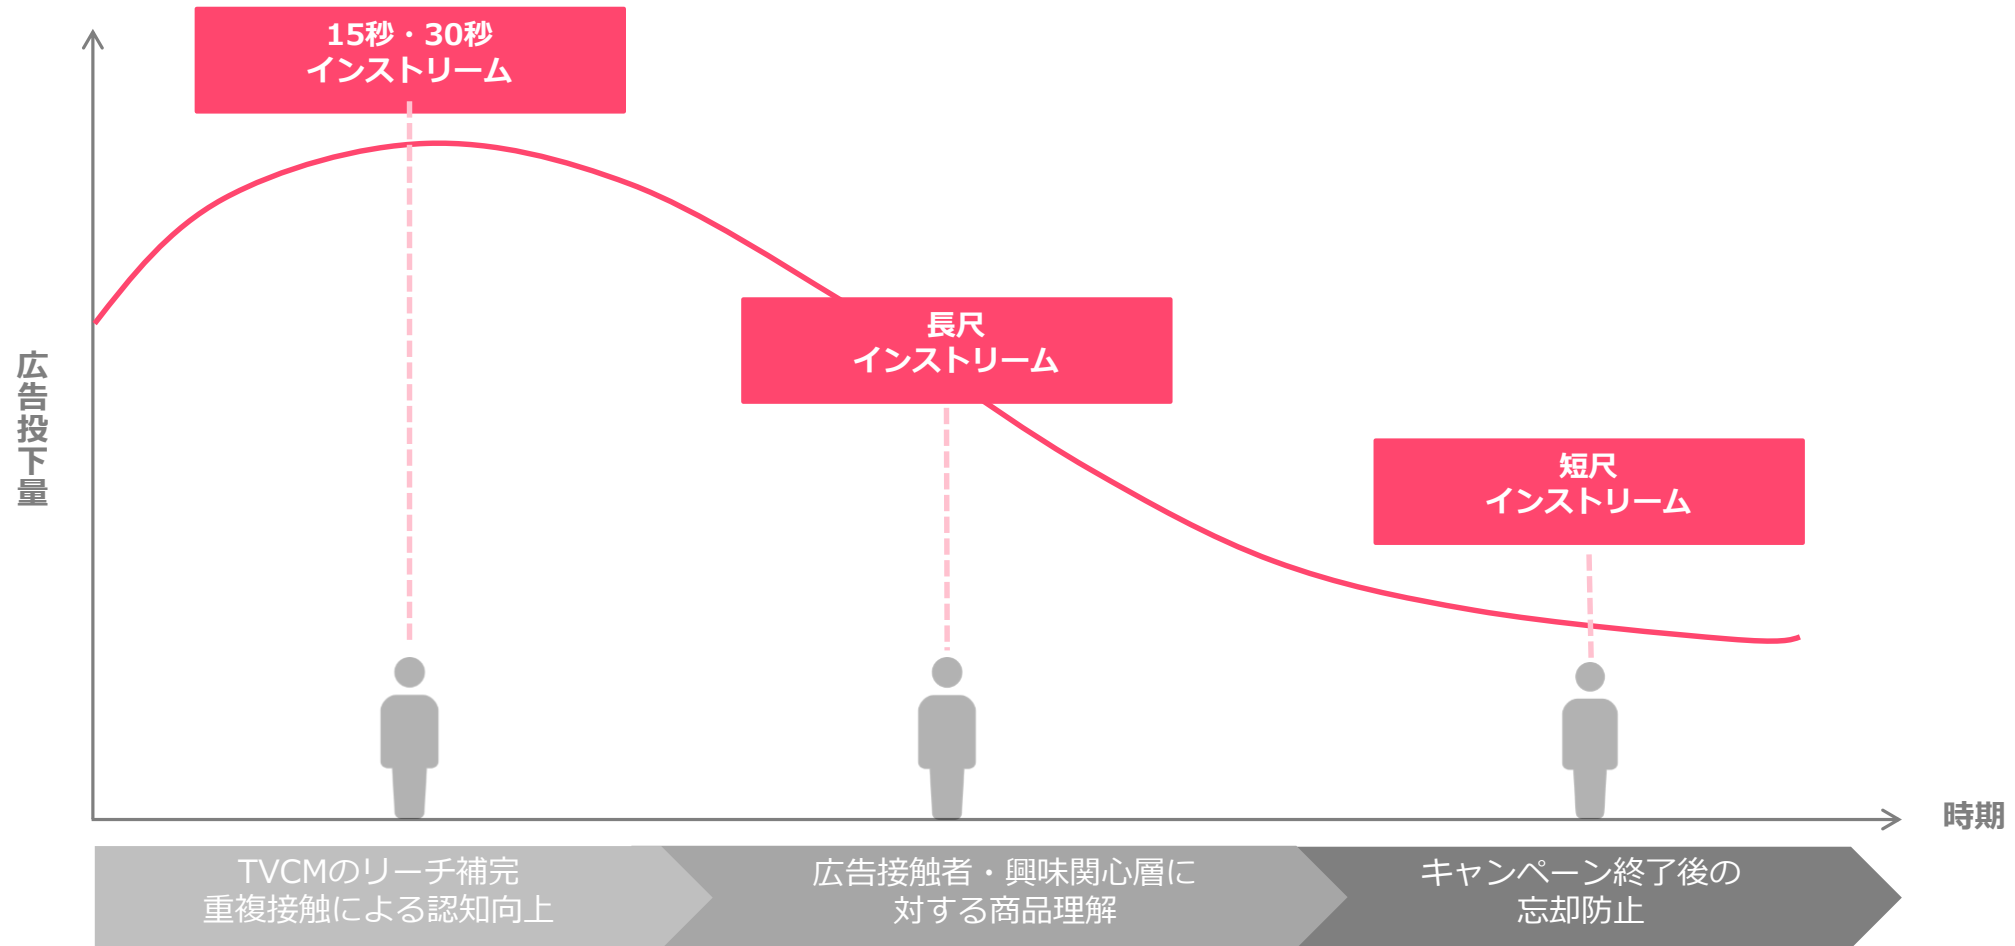 15秒・30秒
インストリーム
長尺
インストリーム
短尺
インストリーム
広告投下量
時期
TVCMのリーチ補完
重複接触による認知向上
広告接触者・興味関心層に
対する商品理解
キャンペーン終了後の
忘却防止